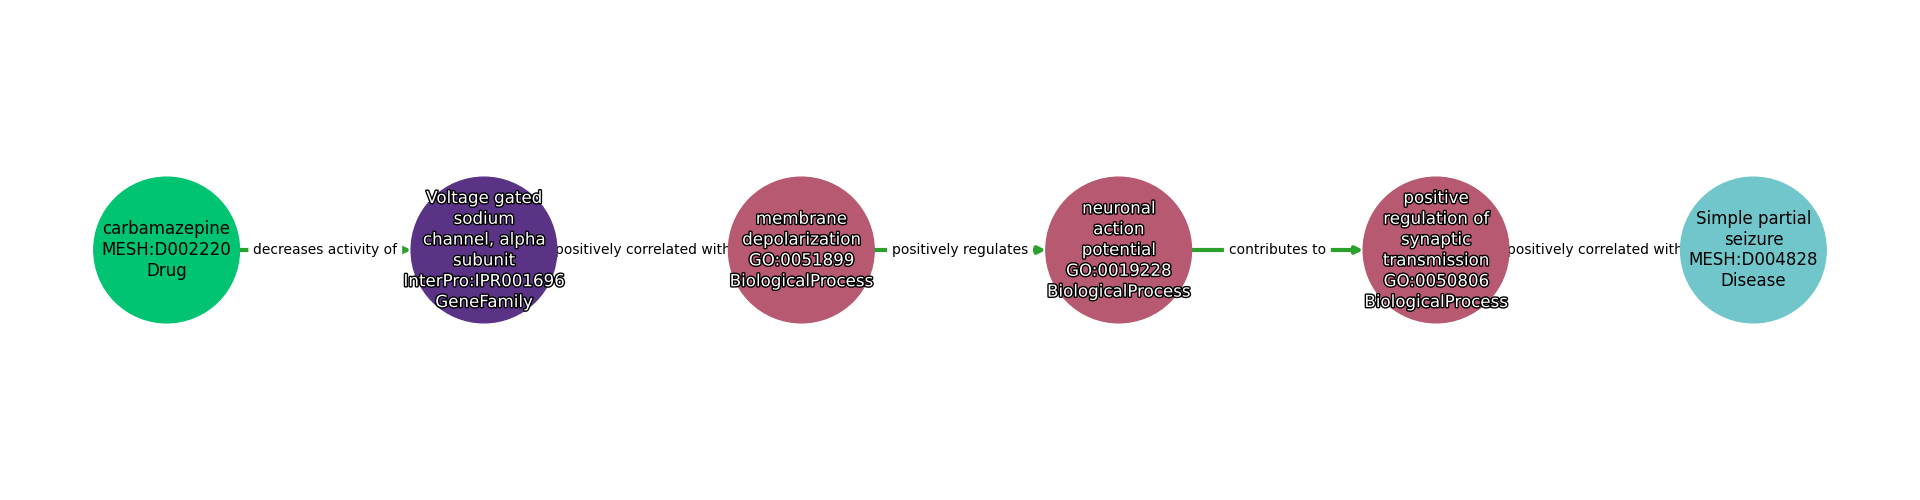 carbamazepine
MESH:D002220
Drug
decreases activity of
Voltage gated
sodium
channel, alpha
subunit
InterPro:IPR001696
GeneFamily
positively correlated with
membrane
depolarization
GO:0051899
BiologicalProcess
positively regulates
neuronal
action
potential
GO:0019228
BiologicalProcess
contributes to
positive
regulation of
synaptic
transmission
GO:0050806
BiologicalProcess
positively correlated with
Simple partial
seizure
MESH:D004828
Disease